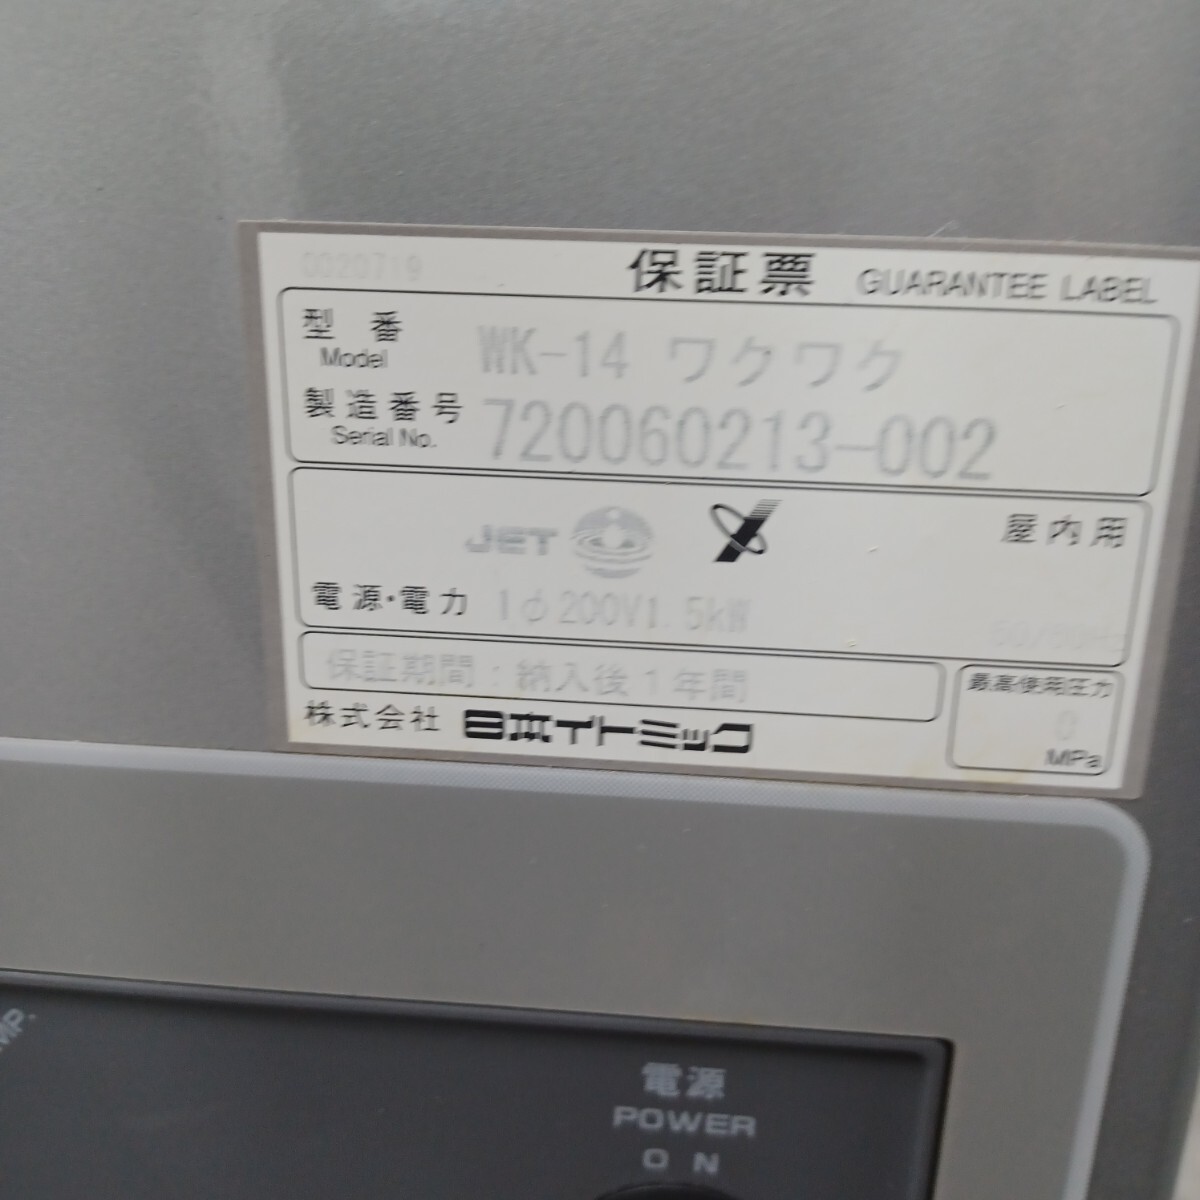 0020719
保証票 GUARANTEE LABEL
型番 WK-14 ワクワク
Model
製造番号 720060213-002
Serial No.
JET
屋内用
電源・電力 1φ200V1.5kW
保証期間:納入後1年間
最高使用圧力
0
MPa
株式会社 日本イトミック
MP.
電源
POWER
ON